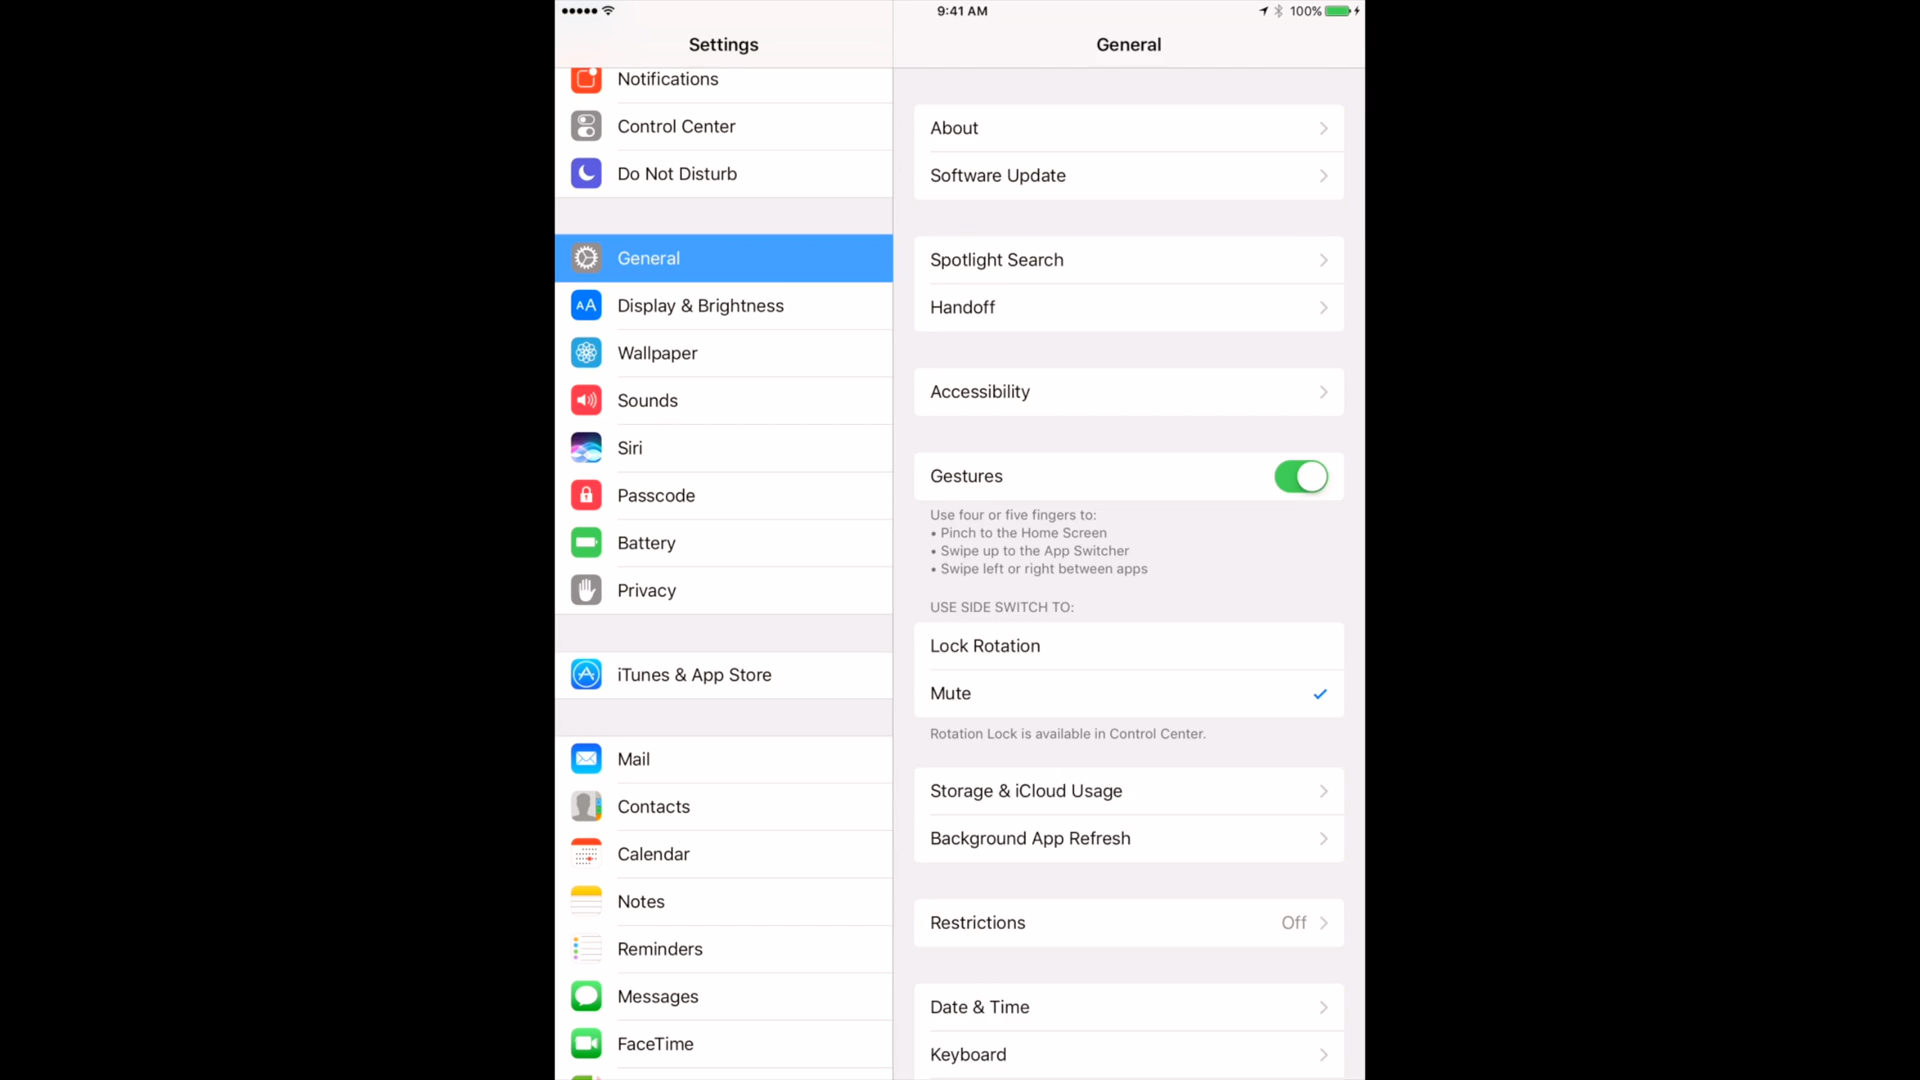 9:41 AM
100%
Settings
General
Notifications
Control Center
Do Not Disturb
General
Display & Brightness
Wallpaper
Sounds
Siri
Passcode
Battery
Privacy
iTunes & App Store
Mail
Contacts
Calendar
Notes
Reminders
Messages
FaceTime
About
Software Update
Spotlight Search
Handoff
Accessibility
Gestures
Use four or five fingers to:
• Pinch to the Home Screen
• Swipe up to the App Switcher
• Swipe left or right between apps
USE SIDE SWITCH TO:
Lock Rotation
Mute
Rotation Lock is available in Control Center.
Storage & iCloud Usage
Background App Refresh
Restrictions Off
Date & Time
Keyboard